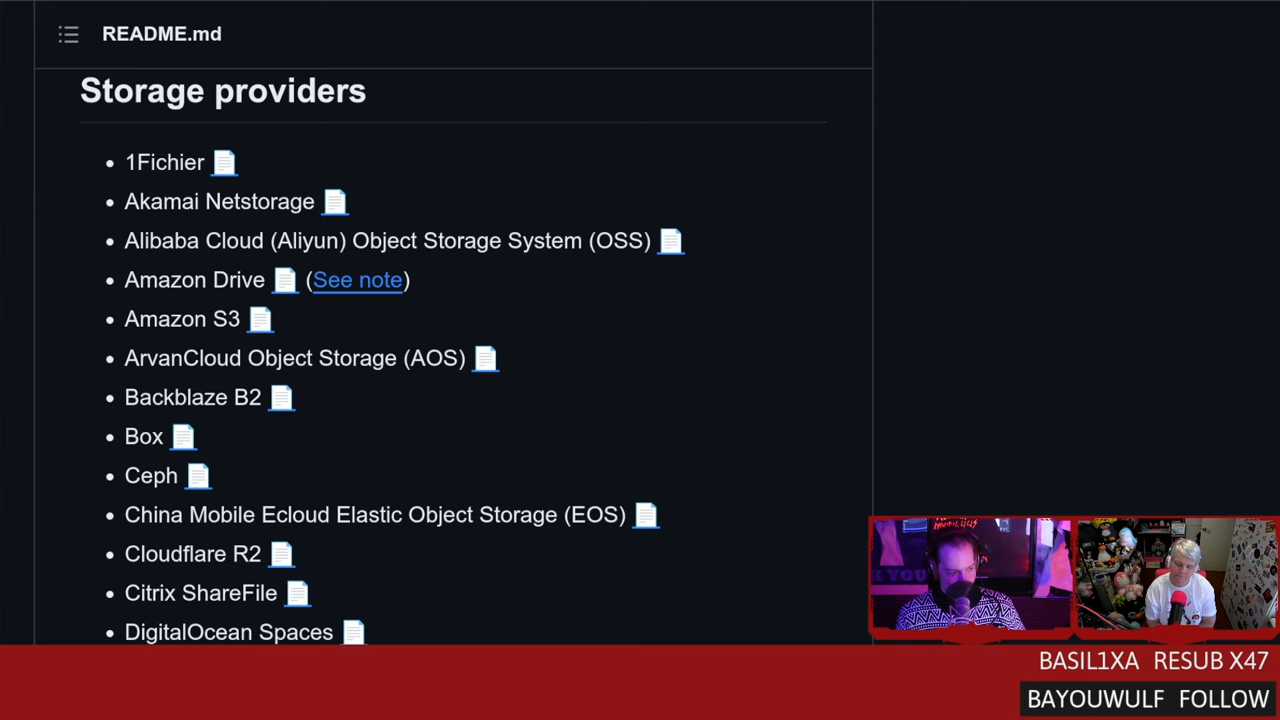 README.md
Storage providers
1Fichier
Akamai Netstorage
Alibaba Cloud (Aliyun) Object Storage System (OSS)
Amazon Drive (See note)
Amazon S3
ArvanCloud Object Storage (AOS)
Backblaze B2
Box
Ceph
China Mobile Ecloud Elastic Object Storage (EOS)
Cloudflare R2
Citrix ShareFile
DigitalOcean Spaces
BASIL1XA RESUB X47
BAYOUWULF FOLLOW